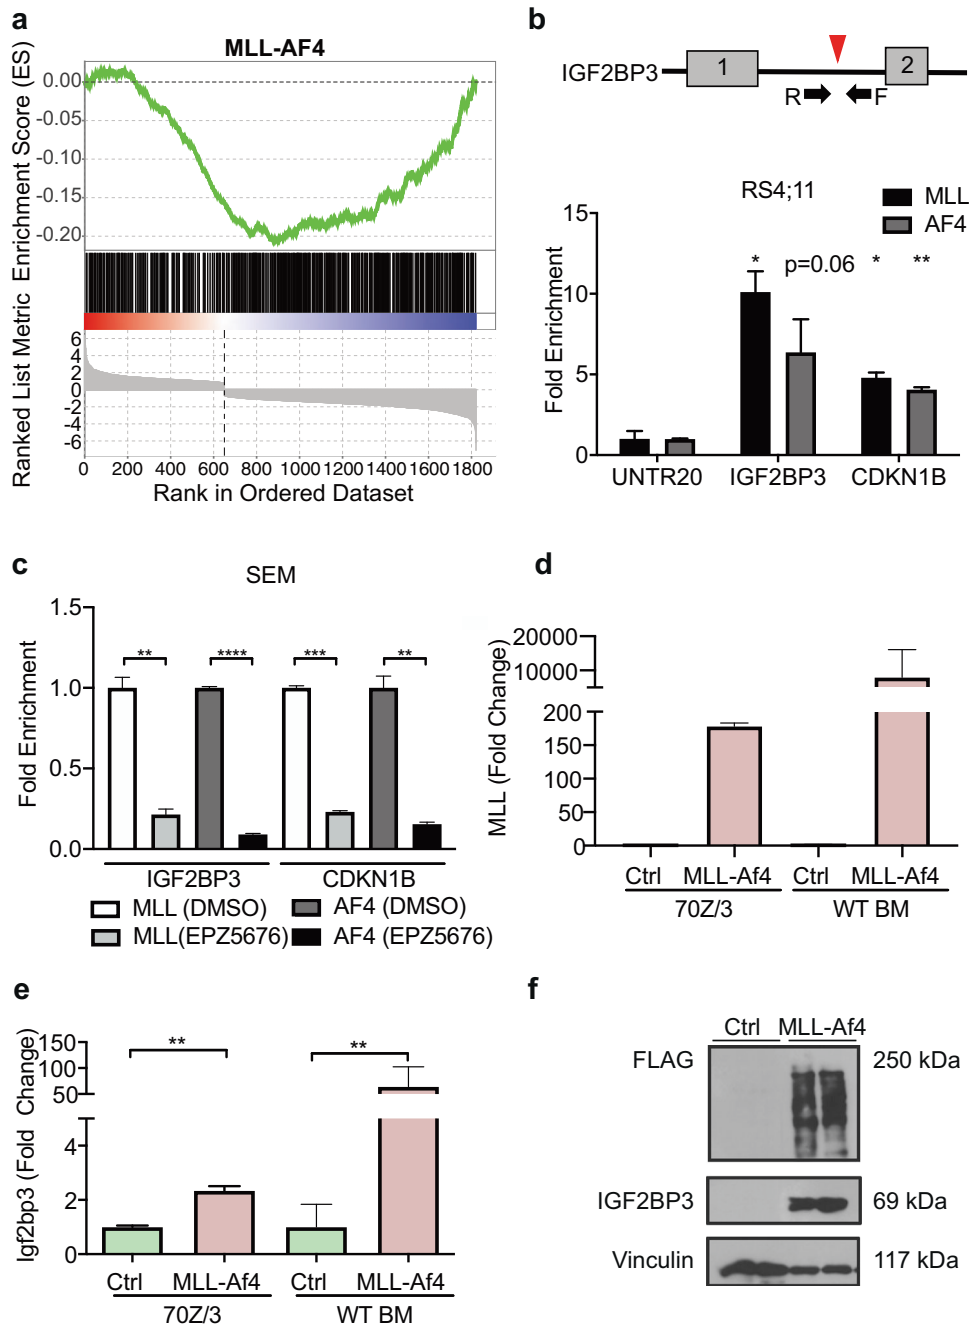 a
MLL-AF4
Enrichment Score (ES)
0.00
-0.05
-0.10
-0.15
-0.20
Ranked List Metric
6
4
2
0
-2
-4
-6
0 200 400 600 800 1000 1200 1400 1600 1800
Rank in Ordered Dataset
b
IGF2BP3
1
2
R
F
RS4;11
MLL
AF4
Fold Enrichment
15
10
5
0
*
p=0.06
*
**
UNTR20 IGF2BP3 CDKN1B
c
SEM
Fold Enrichment
1.5
1.0
0.5
0.0
** **** *** **
IGF2BP3 CDKN1B
MLL (DMSO) AF4 (DMSO)
MLL(EPZ5676) AF4 (EPZ5676)
d
MLL (Fold Change)
20000
10000
200
150
100
50
0
Ctrl MLL-Af4 Ctrl MLL-Af4
70Z/3 WT BM
e
Igf2bp3 (Fold Change)
150
100
50
4
2
0
** **
Ctrl MLL-Af4 Ctrl MLL-Af4
70Z/3 WT BM
f
Ctrl MLL-Af4
FLAG 250 kDa
IGF2BP3 69 kDa
Vinculin 117 kDa